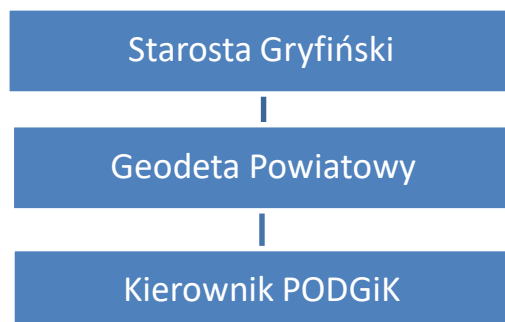 Starosta Gryfiński
Geodeta Powiatowy
Kierownik PODGiK